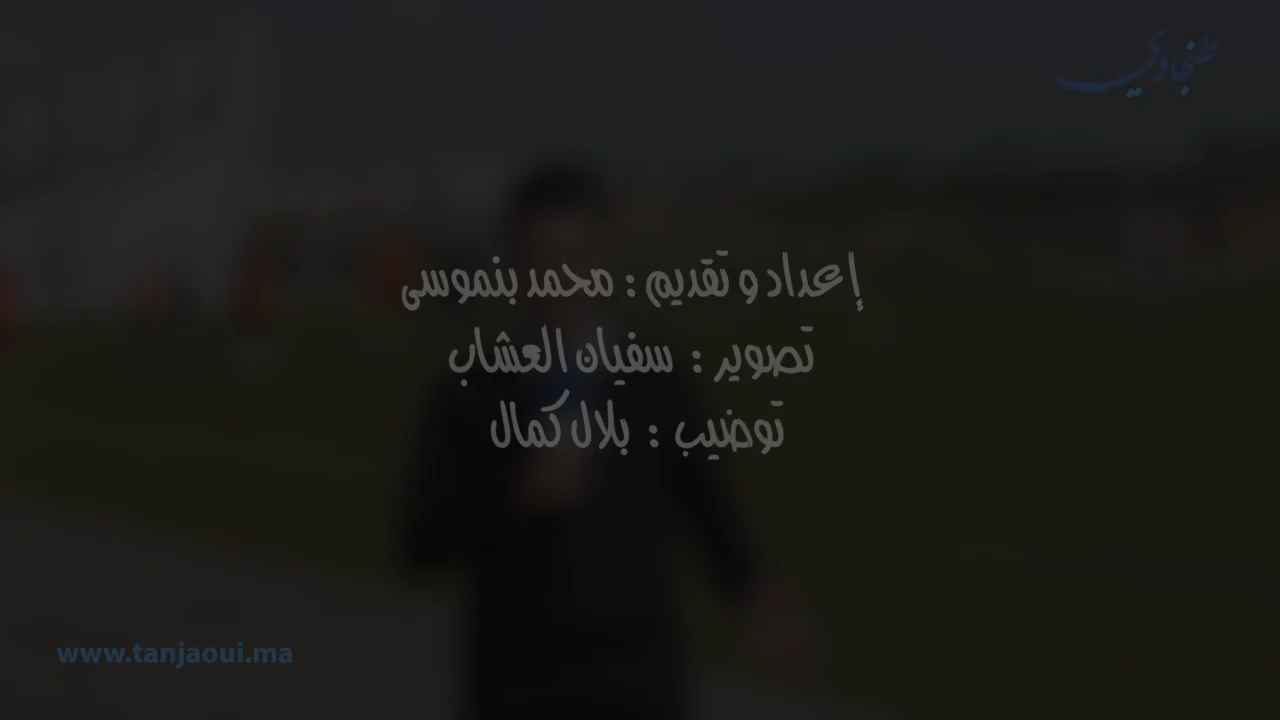 طنجاوي
إعداد و تقديم : محمد بنموسى
تصوير : سفيان العشاب
توضيب : بلال كمال
www.tanjaoui.ma